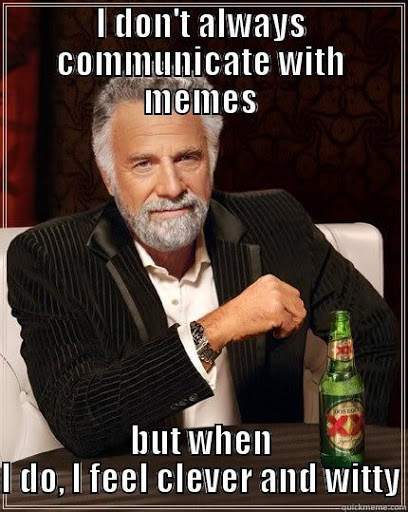 I don't always
communicate with
memes
XX
but when
I do, I feel clever and witty
quickmeme.com